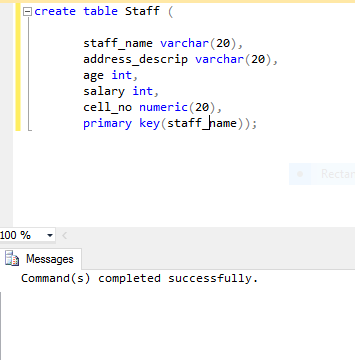 create table Staff (
staff_name varchar(20),
address_descrip varchar(20),
age int,
salary int,
cell_no numeric(20),
primary key(staff_name));
Rectan
100 %
Messages
Command(s) completed successfully.